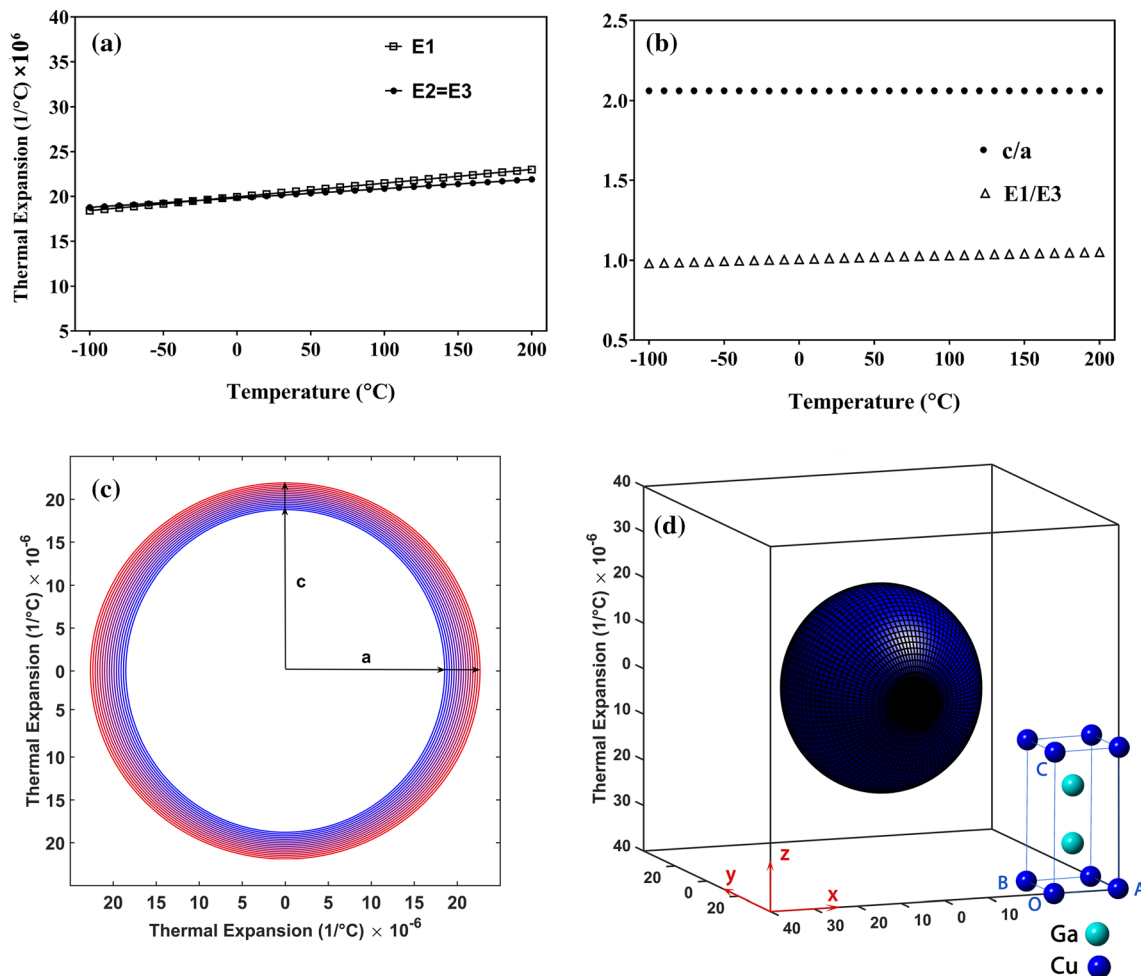 (a)
E1
E2=E3
Thermal Expansion (1/°C) ×10⁶
40
35
30
25
20
15
10
5
-100
-50
0
50
100
150
200
Temperature (°C)
(b)
c/a
E1/E3
2.5
2.0
1.5
1.0
0.5
-100
-50
0
50
100
150
200
Temperature (°C)
(c)
c
a
Thermal Expansion (1/°C) × 10⁻⁶
20
15
10
5
0
5
10
15
20
20
15
10
5
0
5
10
15
20
Thermal Expansion (1/°C) × 10⁻⁶
(d)
Thermal Expansion (1/°C) × 10⁻⁶
40
30
20
10
0
10
20
30
40
20
0
20
40
30
20
10
0
10
z
y
x
C
B
O
A
Ga
Cu